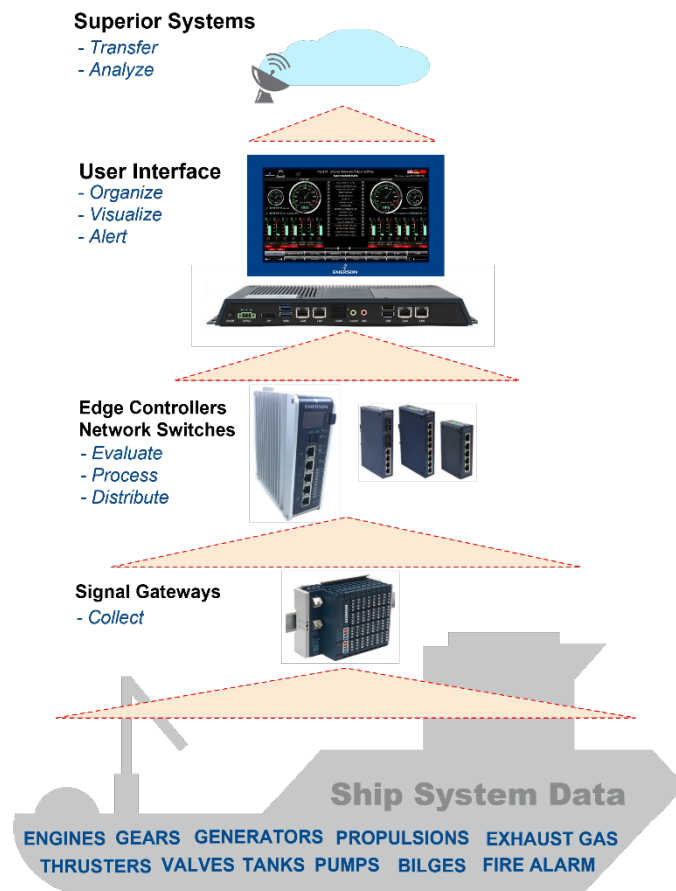 Superior Systems
- Transfer
- Analyze
User Interface
- Organize
- Visualize
- Alert
EMERSON
Edge Controllers
Network Switches
- Evaluate
- Process
- Distribute
EMERSON
Signal Gateways
- Collect
Ship System Data
ENGINES GEARS GENERATORS PROPULSIONS EXHAUST GAS
THRUSTERS VALVES TANKS PUMPS BILGES FIRE ALARM